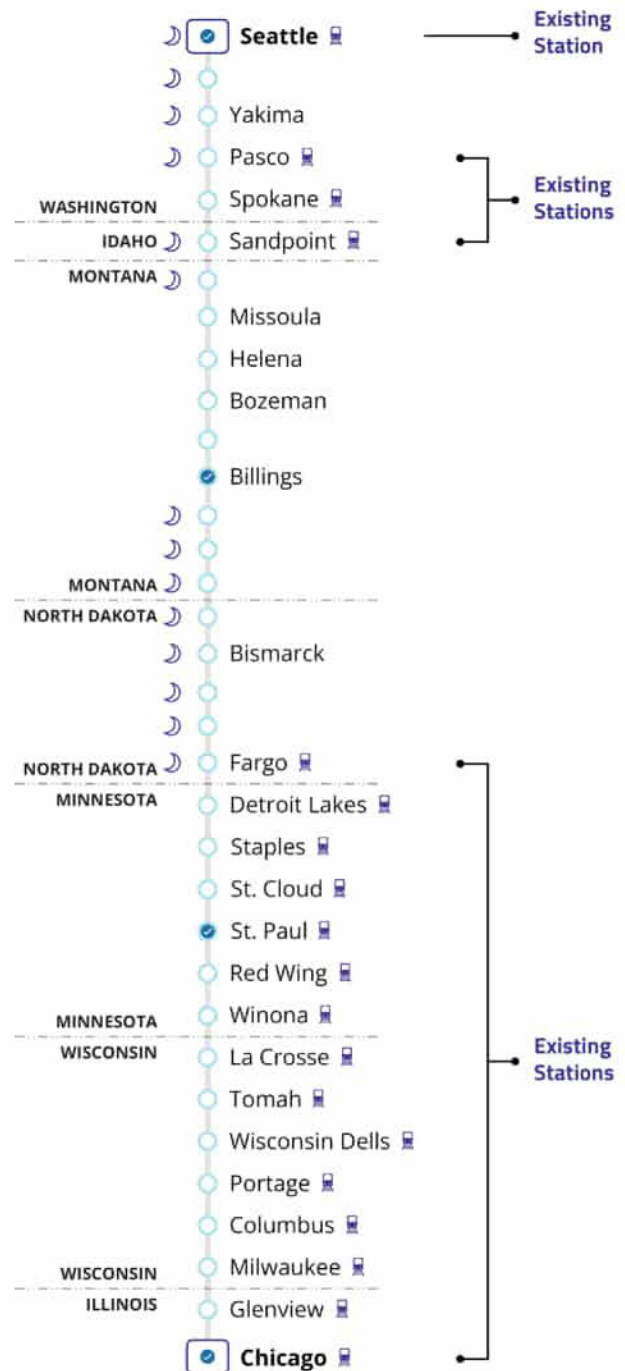 Seattle
Existing
Station
Yakima
Pasco
Existing
Stations
Spokane
WASHINGTON
IDAHO
Sandpoint
MONTANA
Missoula
Helena
Bozeman
Billings
MONTANA
NORTH DAKOTA
Bismarck
Fargo
NORTH DAKOTA
MINNESOTA
Detroit Lakes
Staples
St. Cloud
St. Paul
Red Wing
Winona
MINNESOTA
WISCONSIN
La Crosse
Existing
Stations
Tomah
Wisconsin Dells
Portage
Columbus
Milwaukee
WISCONSIN
ILLINOIS
Glenview
Chicago